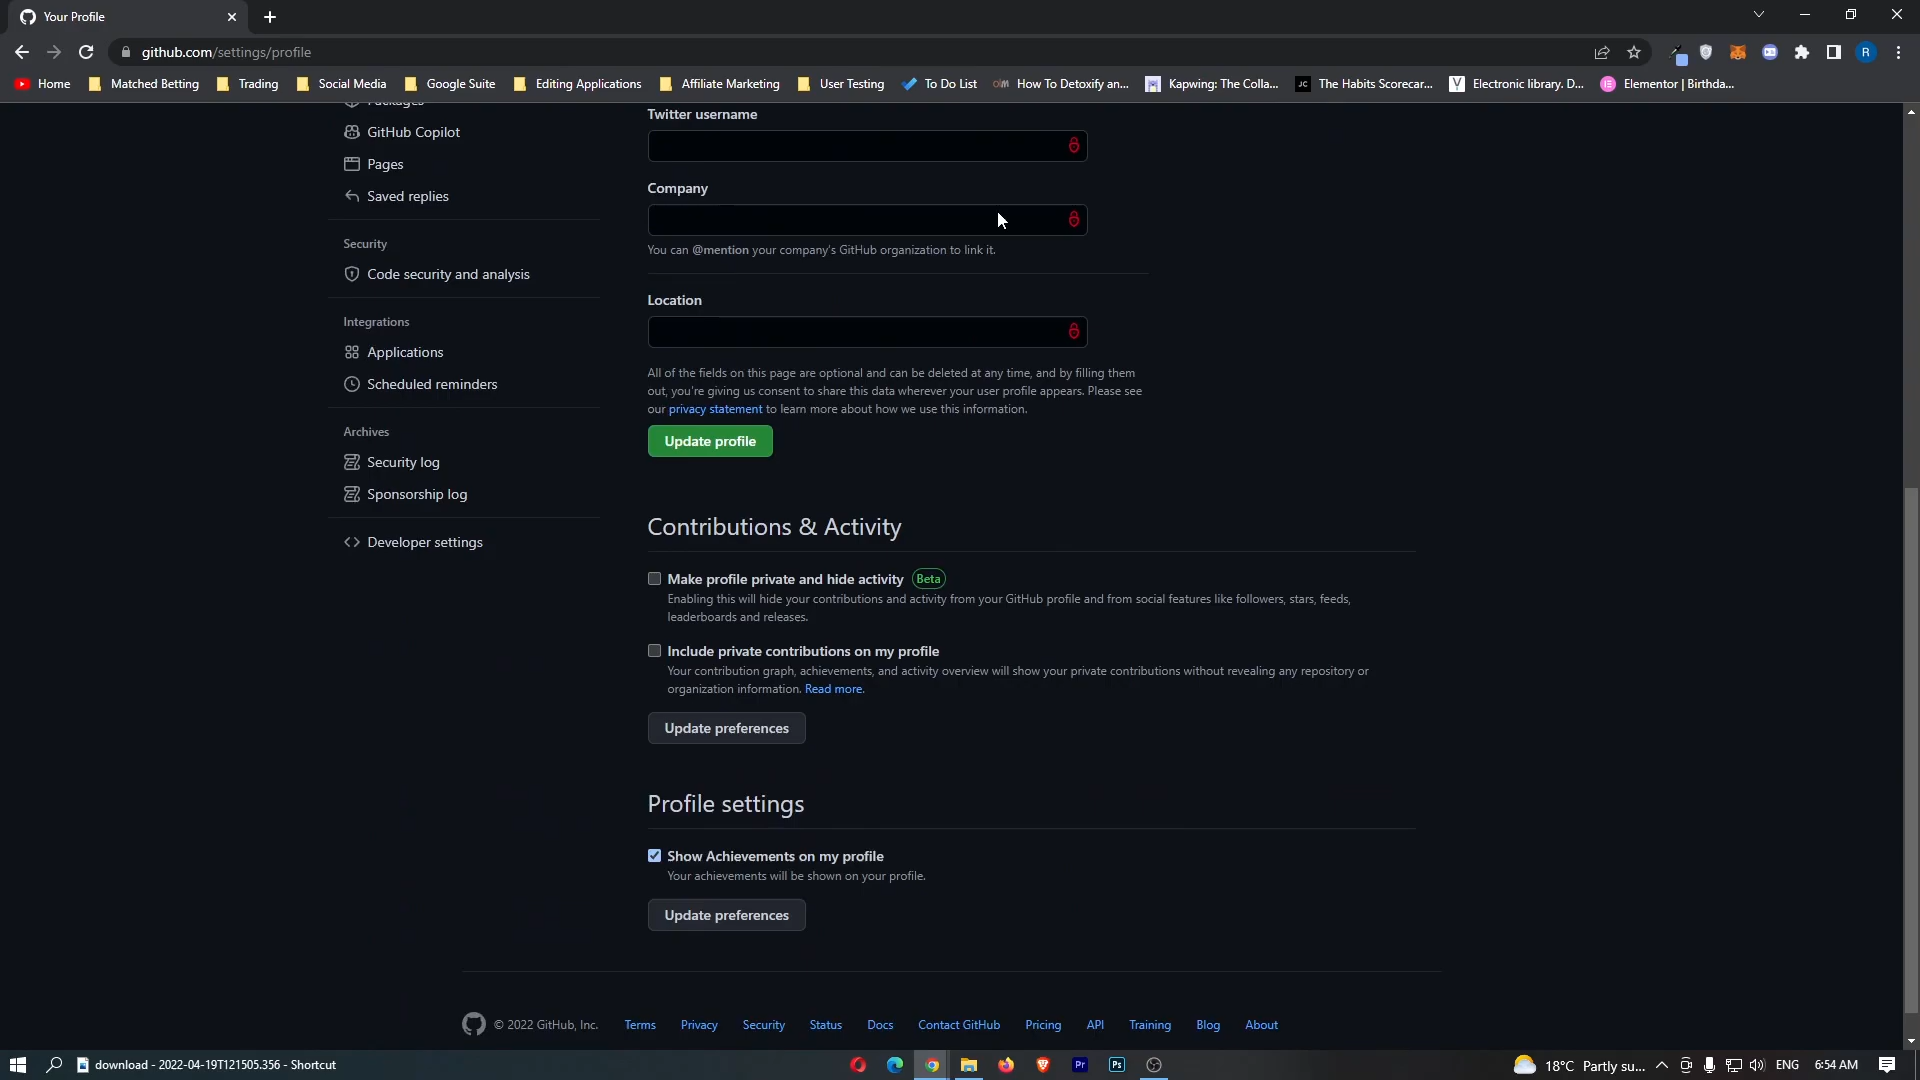 Your Profile
github.com/settings/profile
Home
Matched Betting
Trading
Social Media
Google Suite
Editing Applications
Affiliate Marketing
User Testing
To Do List
How To Detoxify an...
Kapwing: The Colla...
JC The Habits Scorecar...
Electronic library. D...
Elementor | Birthda...
R
Packages
GitHub Copilot
Pages
Saved replies
Security
Code security and analysis
Integrations
Applications
Scheduled reminders
Archives
Security log
Sponsorship log
Developer settings
Twitter username
Company
You can @mention your company's GitHub organization to link it.
Location
All of the fields on this page are optional and can be deleted at any time, and by filling them
out, you're giving us consent to share this data wherever your user profile appears. Please see
our privacy statement to learn more about how we use this information.
Update profile
Contributions & Activity
Make profile private and hide activity Beta
Enabling this will hide your contributions and activity from your GitHub profile and from social features like followers, stars, feeds,
leaderboards and releases.
Include private contributions on my profile
Your contribution graph, achievements, and activity overview will show your private contributions without revealing any repository or
organization information. Read more.
Update preferences
Profile settings
Show Achievements on my profile
Your achievements will be shown on your profile.
Update preferences
© 2022 GitHub, Inc.
Terms
Privacy
Security
Status
Docs
Contact GitHub
Pricing
API
Training
Blog
About
download - 2022-04-19T121505.356 - Shortcut
Pr
Ps
18°C Partly su...
ENG
6:54 AM